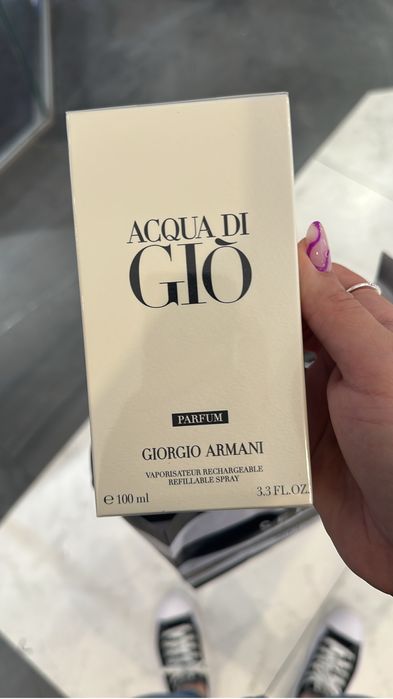 ACQUA DI
GIÒ
PARFUM
GIORGIO ARMANI
VAPORISATEUR RECHARGEABLE
REFILLABLE SPRAY
℮ 100 ml 3.3 FL.OZ.